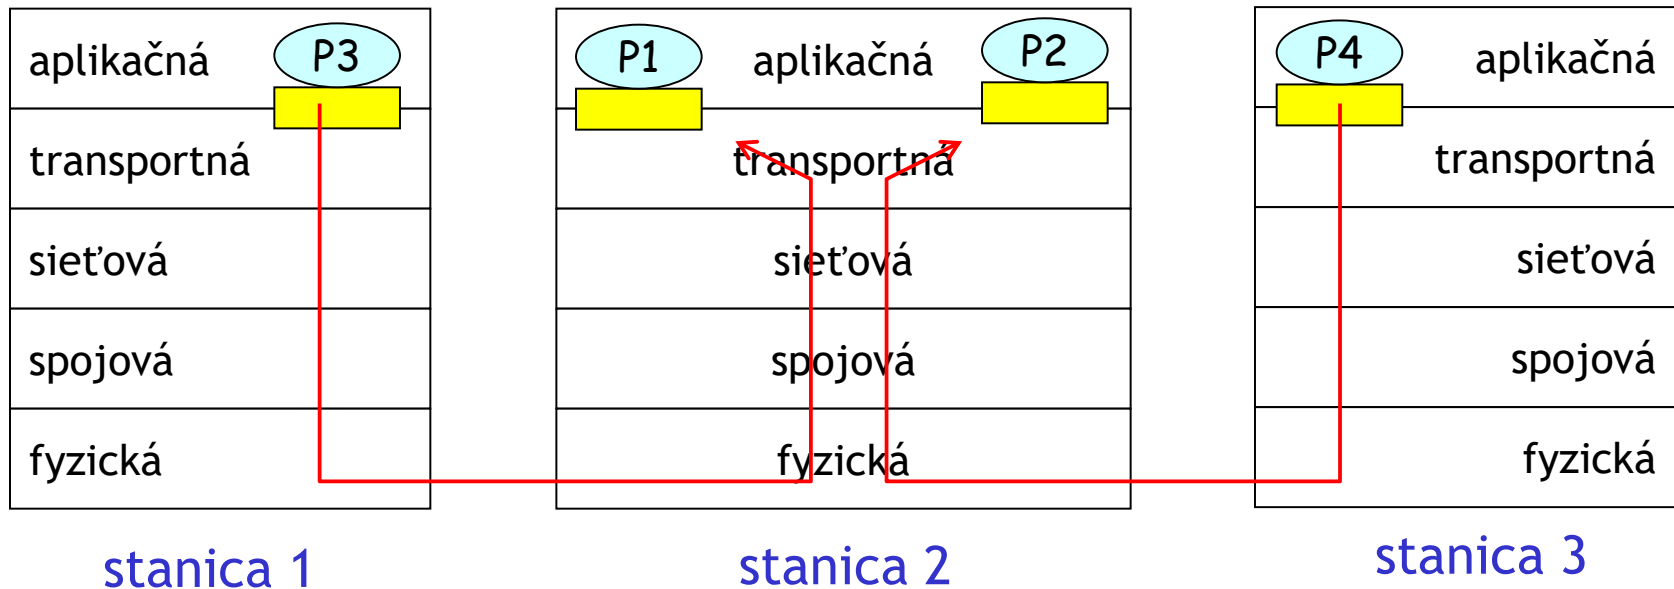 aplikačná P3
transportná
sieťová
spojová
fyzická
stanica 1
P1 aplikačná P2
transportná
sieťová
spojová
fyzická
stanica 2
P4 aplikačná
transportná
sieťová
spojová
fyzická
stanica 3